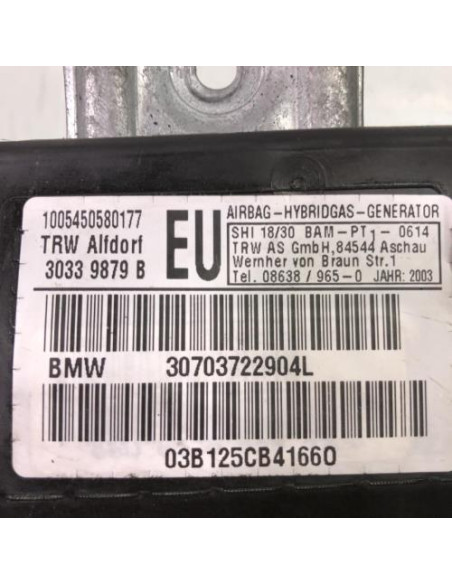 1005450580177
TRW Alfdorf
3033 9879 B
EU
AIRBAG-HYBRIDGAS-GENERATOR
SHI 18/30 BAM-PT1-0614
TRW AS GmbH,84544 Aschau
Wernher von Braun Str.1
Tel. 08638/965-0 JAHR: 2003
BMW 30703722904L
03B125CB41660